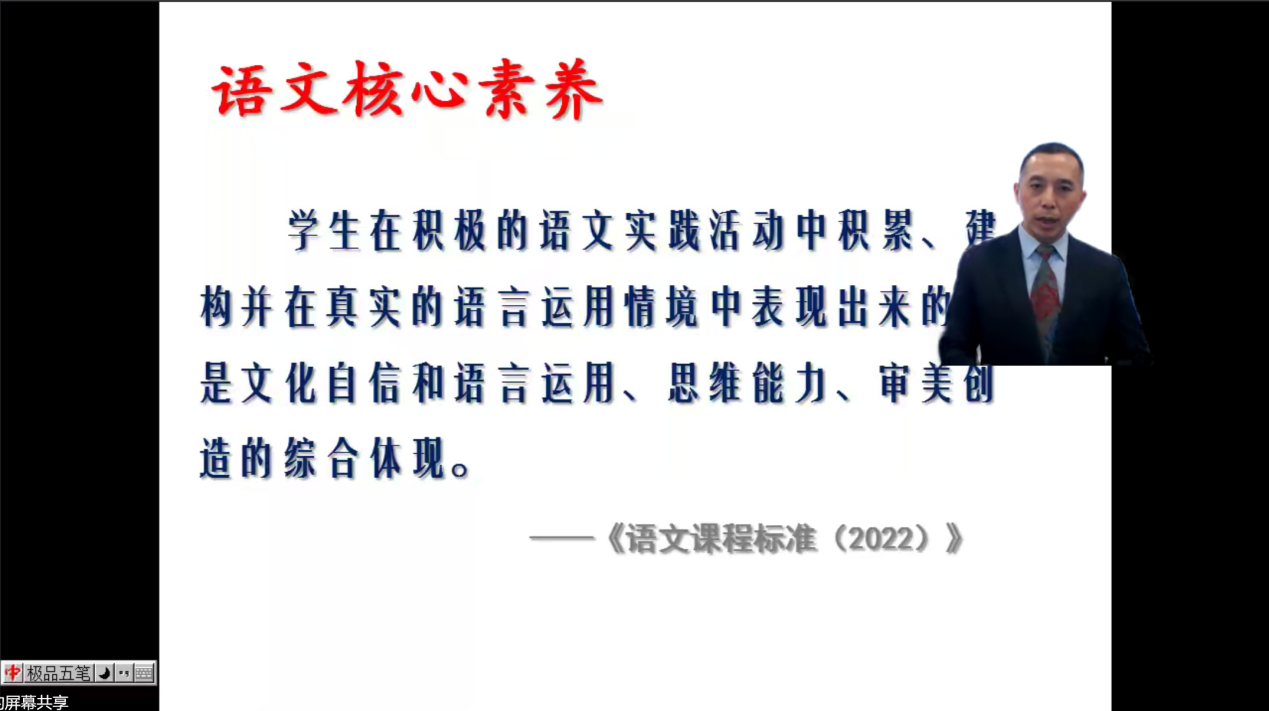 语文核心素养
学生在积极的语文实践活动中积累、建
构并在真实的语言运用情境中表现出来的
是文化自信和语言运用、思维能力、审美创
造的综合体现。
——《语文课程标准（2022）》
中 极品五笔
的屏幕共享